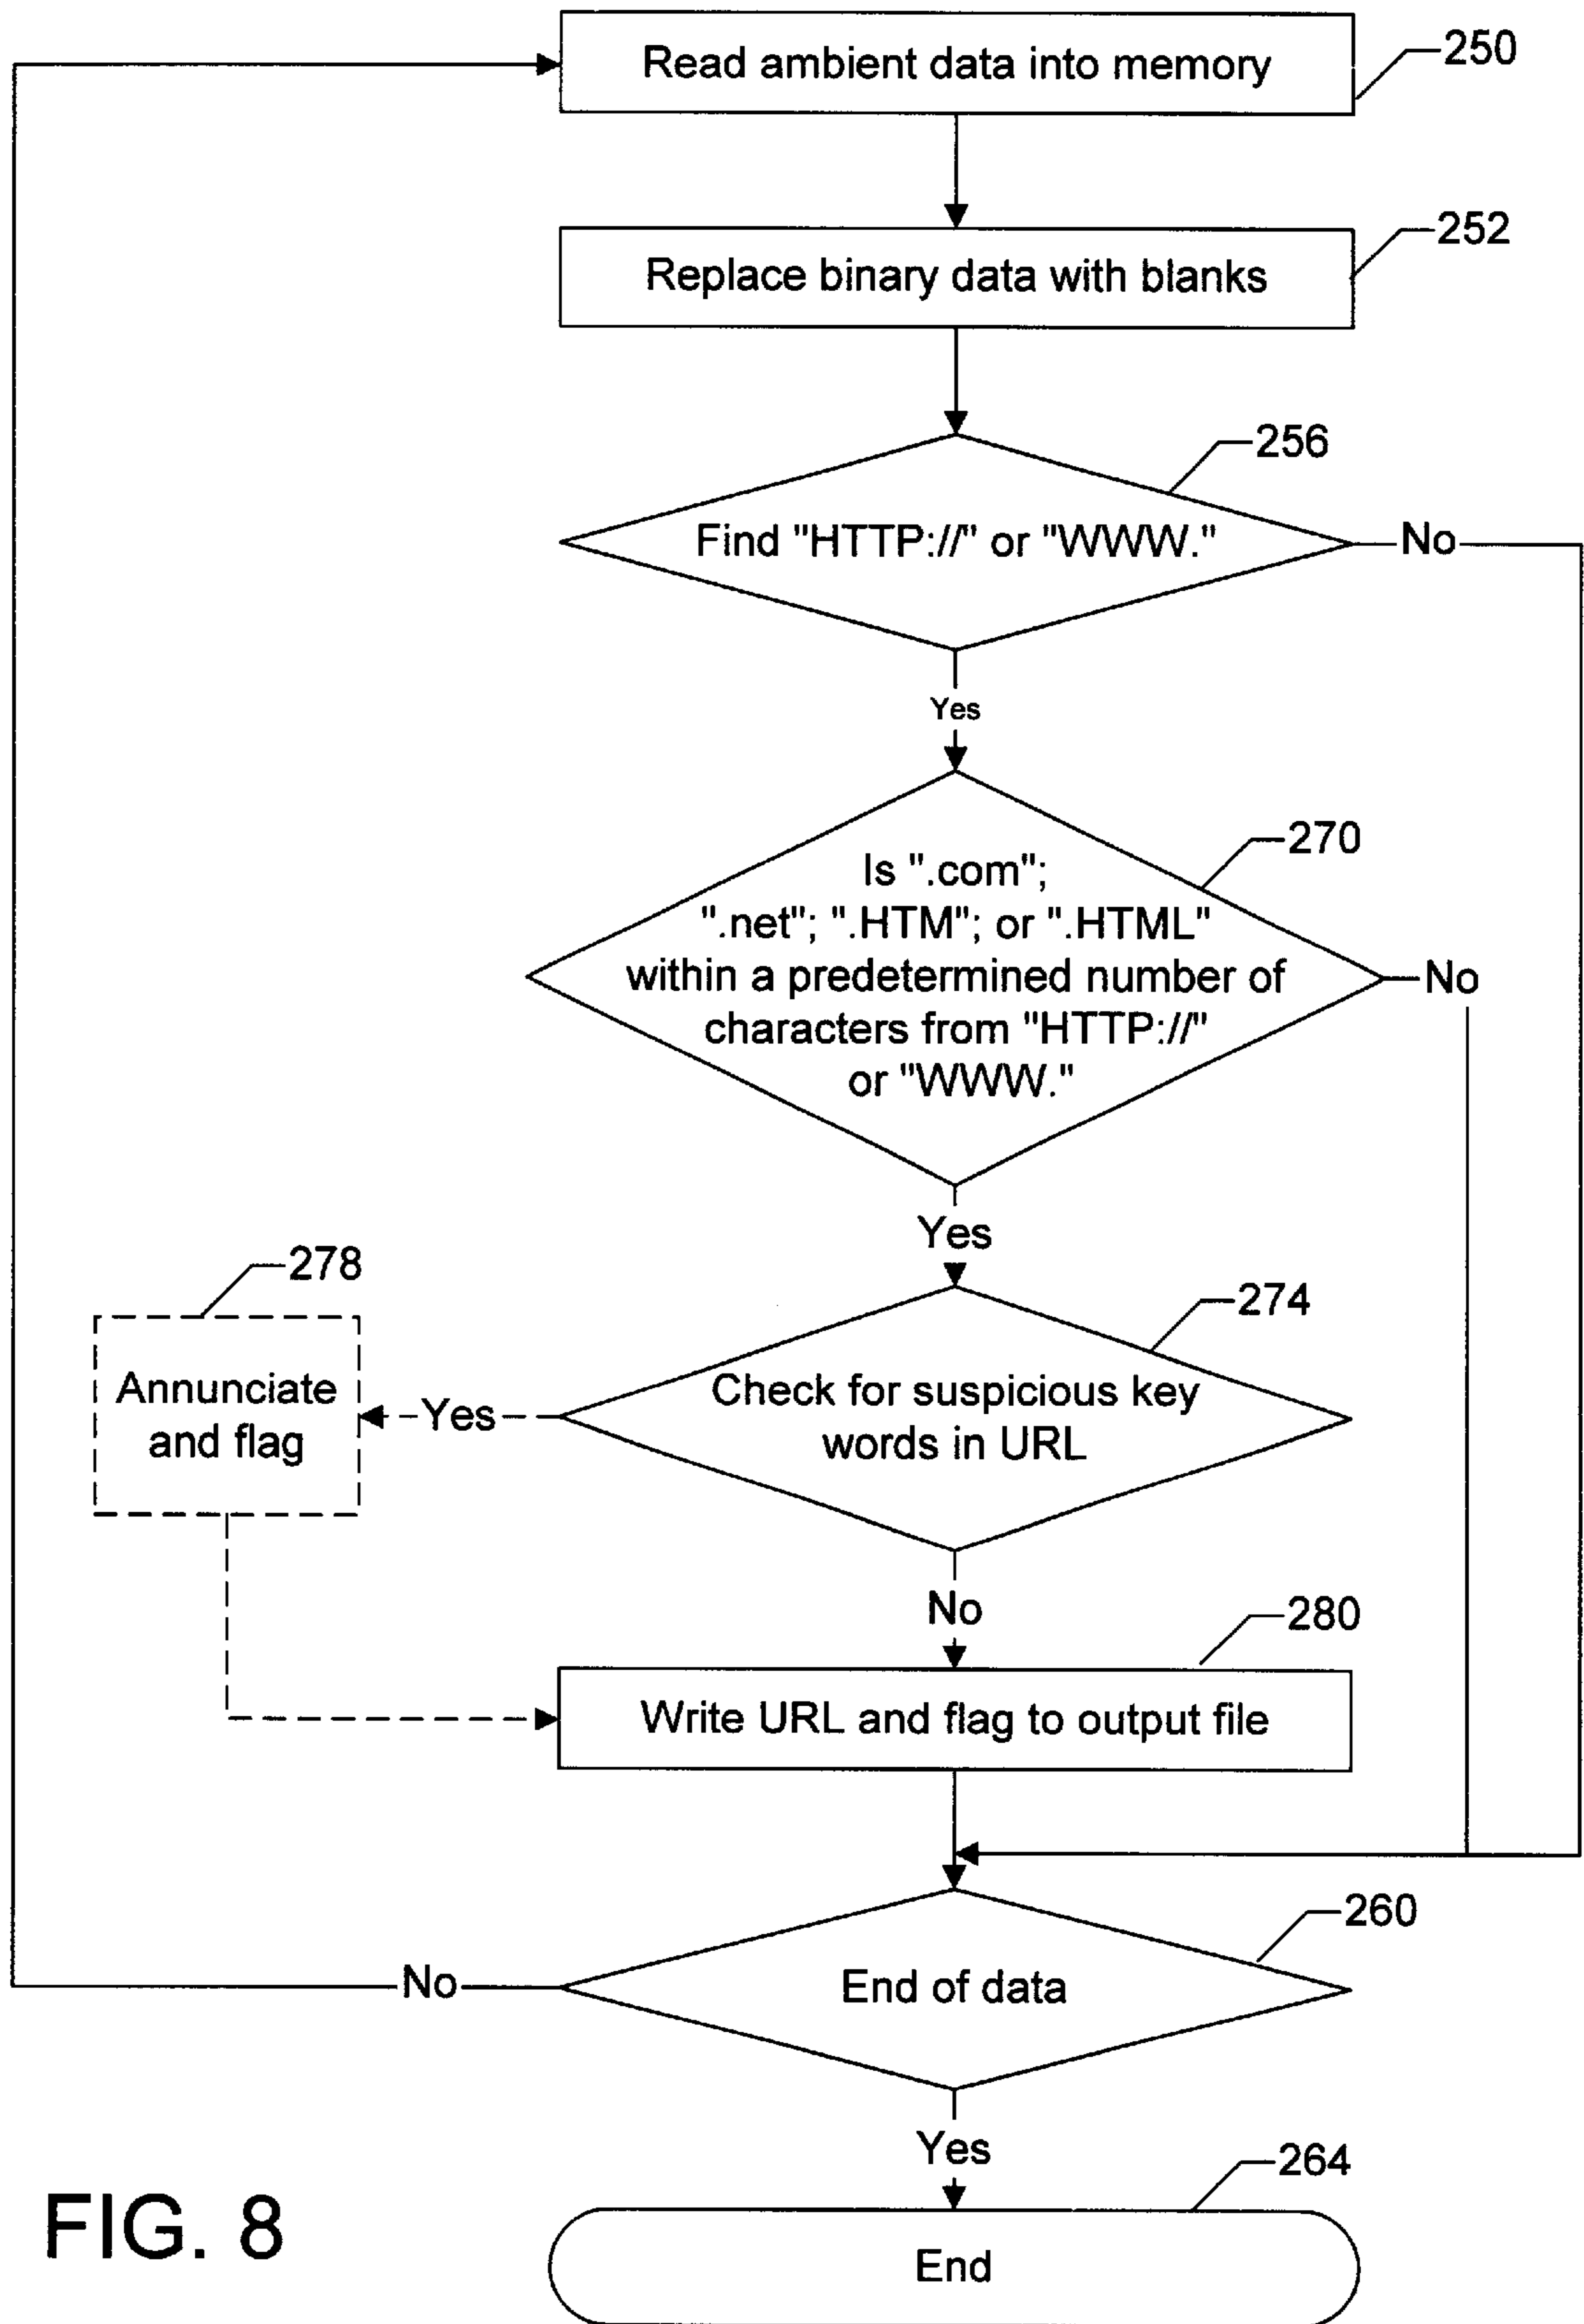 Read ambient data into memory
250
Replace binary data with blanks
252
256
Find "HTTP://" or "WWW."
No
Yes
270
Is ".com";
".net"; ".HTM"; or ".HTML"
within a predetermined number of
characters from "HTTP://"
or "WWW."
No
Yes
278
274
Annunciate
and flag
Yes
Check for suspicious key
words in URL
No
280
Write URL and flag to output file
260
End of data
No
Yes
264
End
FIG. 8